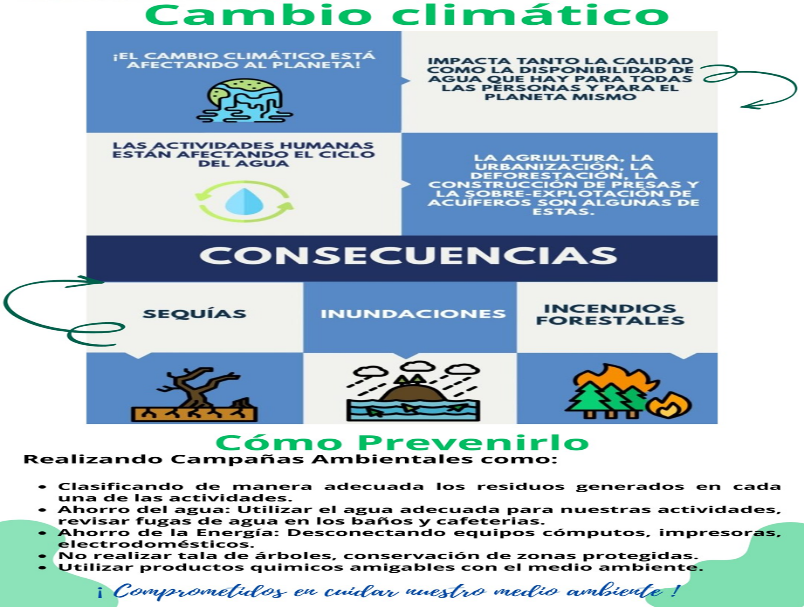 Cambio climático
¡EL CAMBIO CLIMÁTICO ESTÁ
AFECTANDO AL PLANETA!
IMPACTA TANTO LA CALIDAD
COMO LA DISPONIBILIDAD DE
AGUA QUE HAY PARA TODAS
LAS PERSONAS Y PARA EL
PLANETA MISMO
LAS ACTIVIDADES HUMANAS
ESTÁN AFECTANDO EL CICLO
DEL AGUA
LA AGRIULTURA, LA
URBANIZACIÓN, LA
DEFORESTACIÓN, LA
CONSTRUCCIÓN DE PRESAS Y
LA SOBRE-EXPLOTACIÓN DE
ACUÍFEROS SON ALGUNAS DE
ESTAS.
CONSECUENCIAS
SEQUÍAS
INUNDACIONES
INCENDIOS
FORESTALES
Cómo Prevenirlo
Realizando Campañas Ambientales como:
• Clasificando de manera adecuada los residuos generados en cada
una de las actividades.
• Ahorro del agua: Utilizar el agua adecuada para nuestras actividades,
revisar fugas de agua en los baños y cafeterias.
• Ahorro de la Energía: Desconectando equipos cómputos, impresoras,
electrodomésticos.
• No realizar tala de árboles, conservación de zonas protegidas.
• Utilizar productos quimicos amigables con el medio ambiente.
¡ Comprometidos en cuidar nuestro medio ambiente !